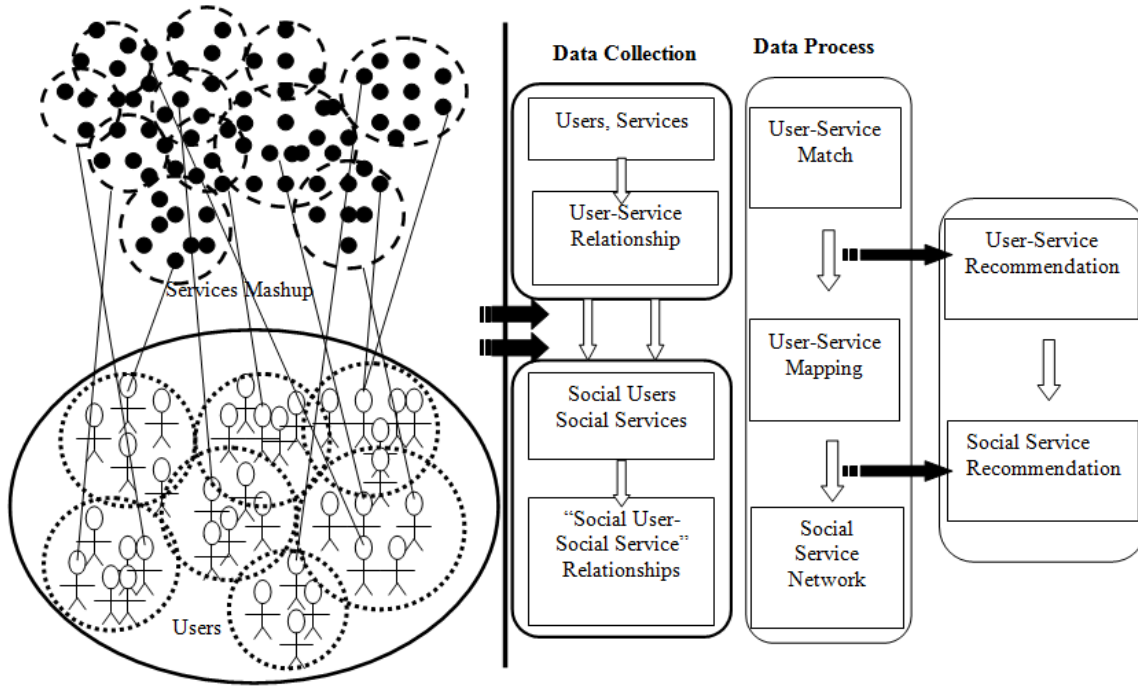 Services Mashup
Users
Data Collection
Users, Services
User-Service
Relationship
Social Users
Social Services
“Social User-
Social Service”
Relationships
Data Process
User-Service
Match
User-Service
Mapping
Social
Service
Network
User-Service
Recommendation
Social Service
Recommendation